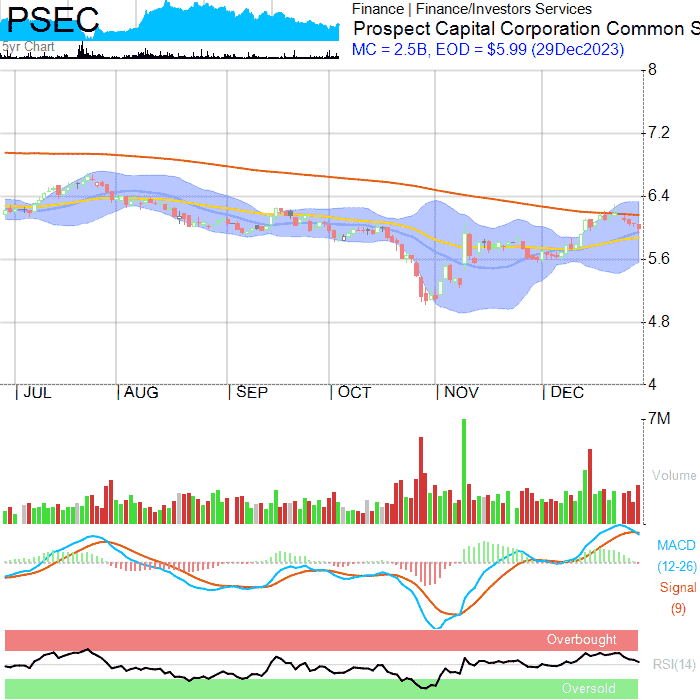 PSEC
5yr Chart
Finance | Finance/Investors Services
Prospect Capital Corporation Common S
MC = 2.5B, EOD = $5.99 (29Dec2023)
8
7.2
6.4
5.6
4.8
4
JUL AUG SEP OCT NOV DEC
7M
Volume
MACD
(12-26)
Signal
(9)
Overbought
RSI(14)
Oversold